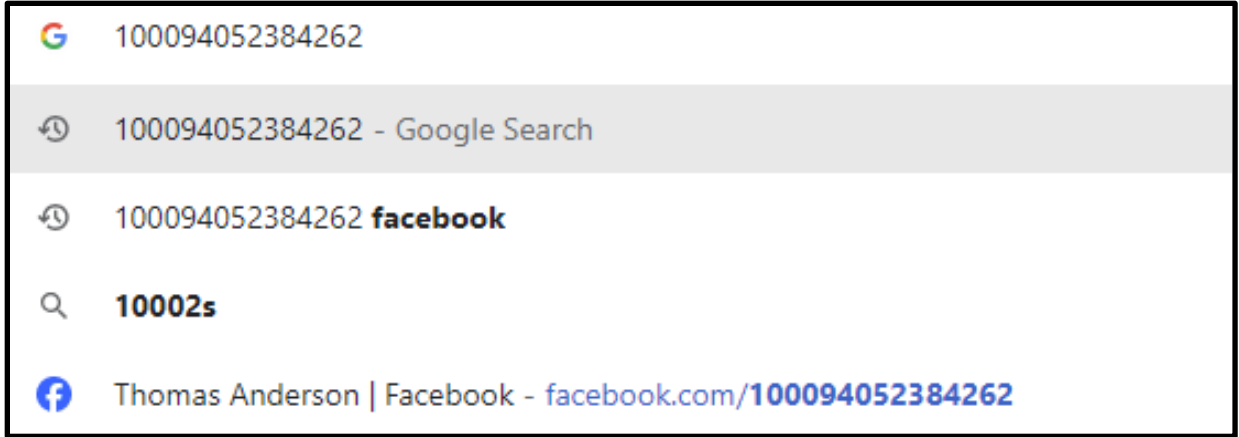 100094052384262
100094052384262 - Google Search
100094052384262 facebook
10002s
Thomas Anderson | Facebook - facebook.com/100094052384262